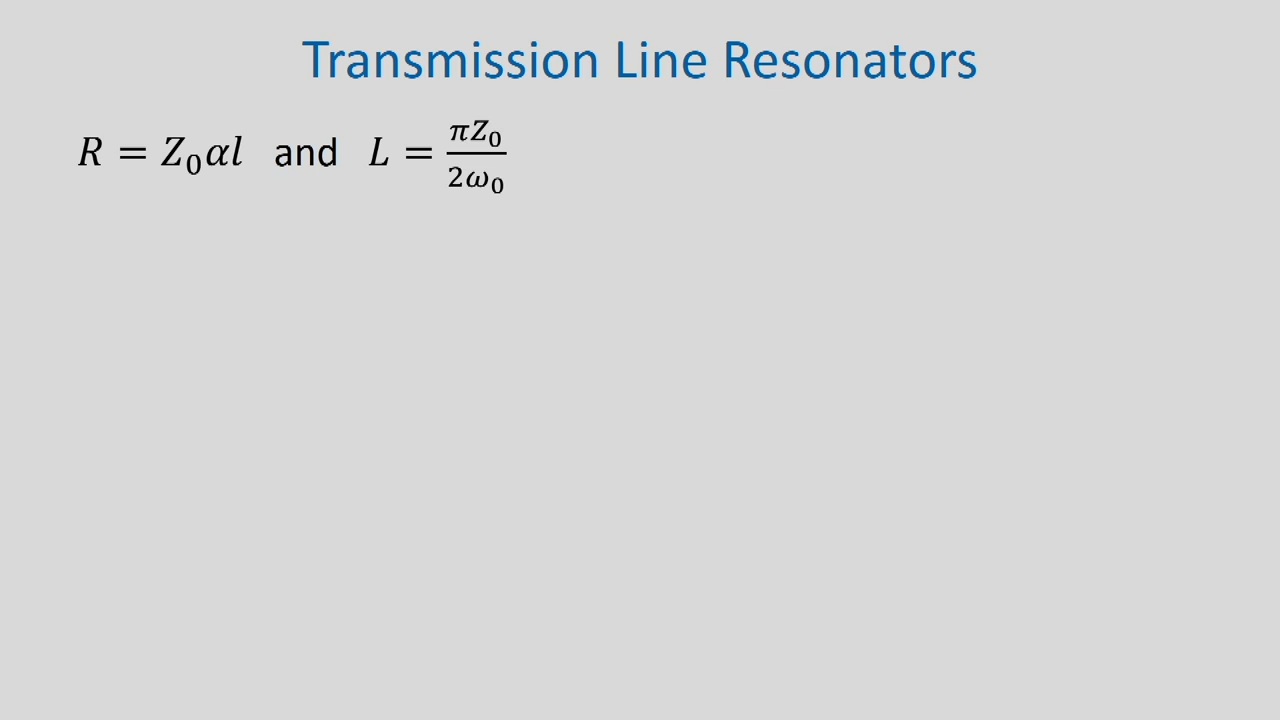 Transmission Line Resonators
R = Z₀αl and L = πZ₀/2ω₀